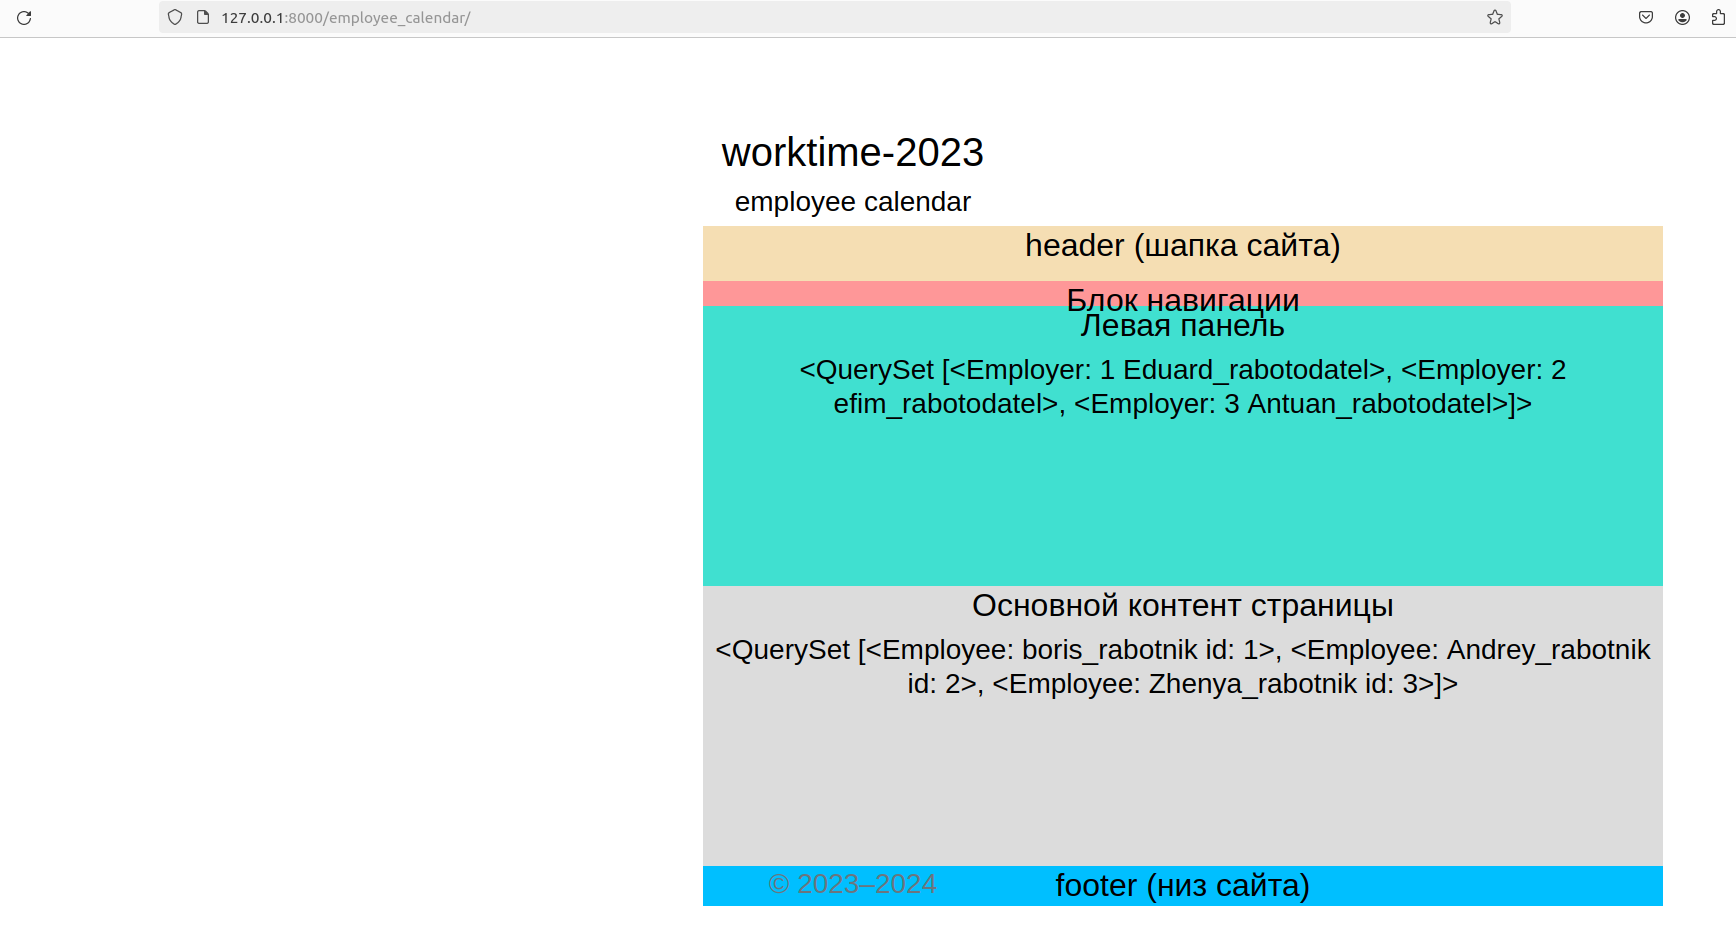 127.0.0.1:8000/employee_calendar/
worktime-2023
employee calendar
header (шапка сайта)
Блок навигации
Левая панель
<QuerySet [<Employer: 1 Eduard_rabotodatel>, <Employer: 2
efim_rabotodatel>, <Employer: 3 Antuan_rabotodatel>]>
Основной контент страницы
<QuerySet [<Employee: boris_rabotnik id: 1>, <Employee: Andrey_rabotnik
id: 2>, <Employee: Zhenya_rabotnik id: 3>]>
© 2023–2024 footer (низ сайта)